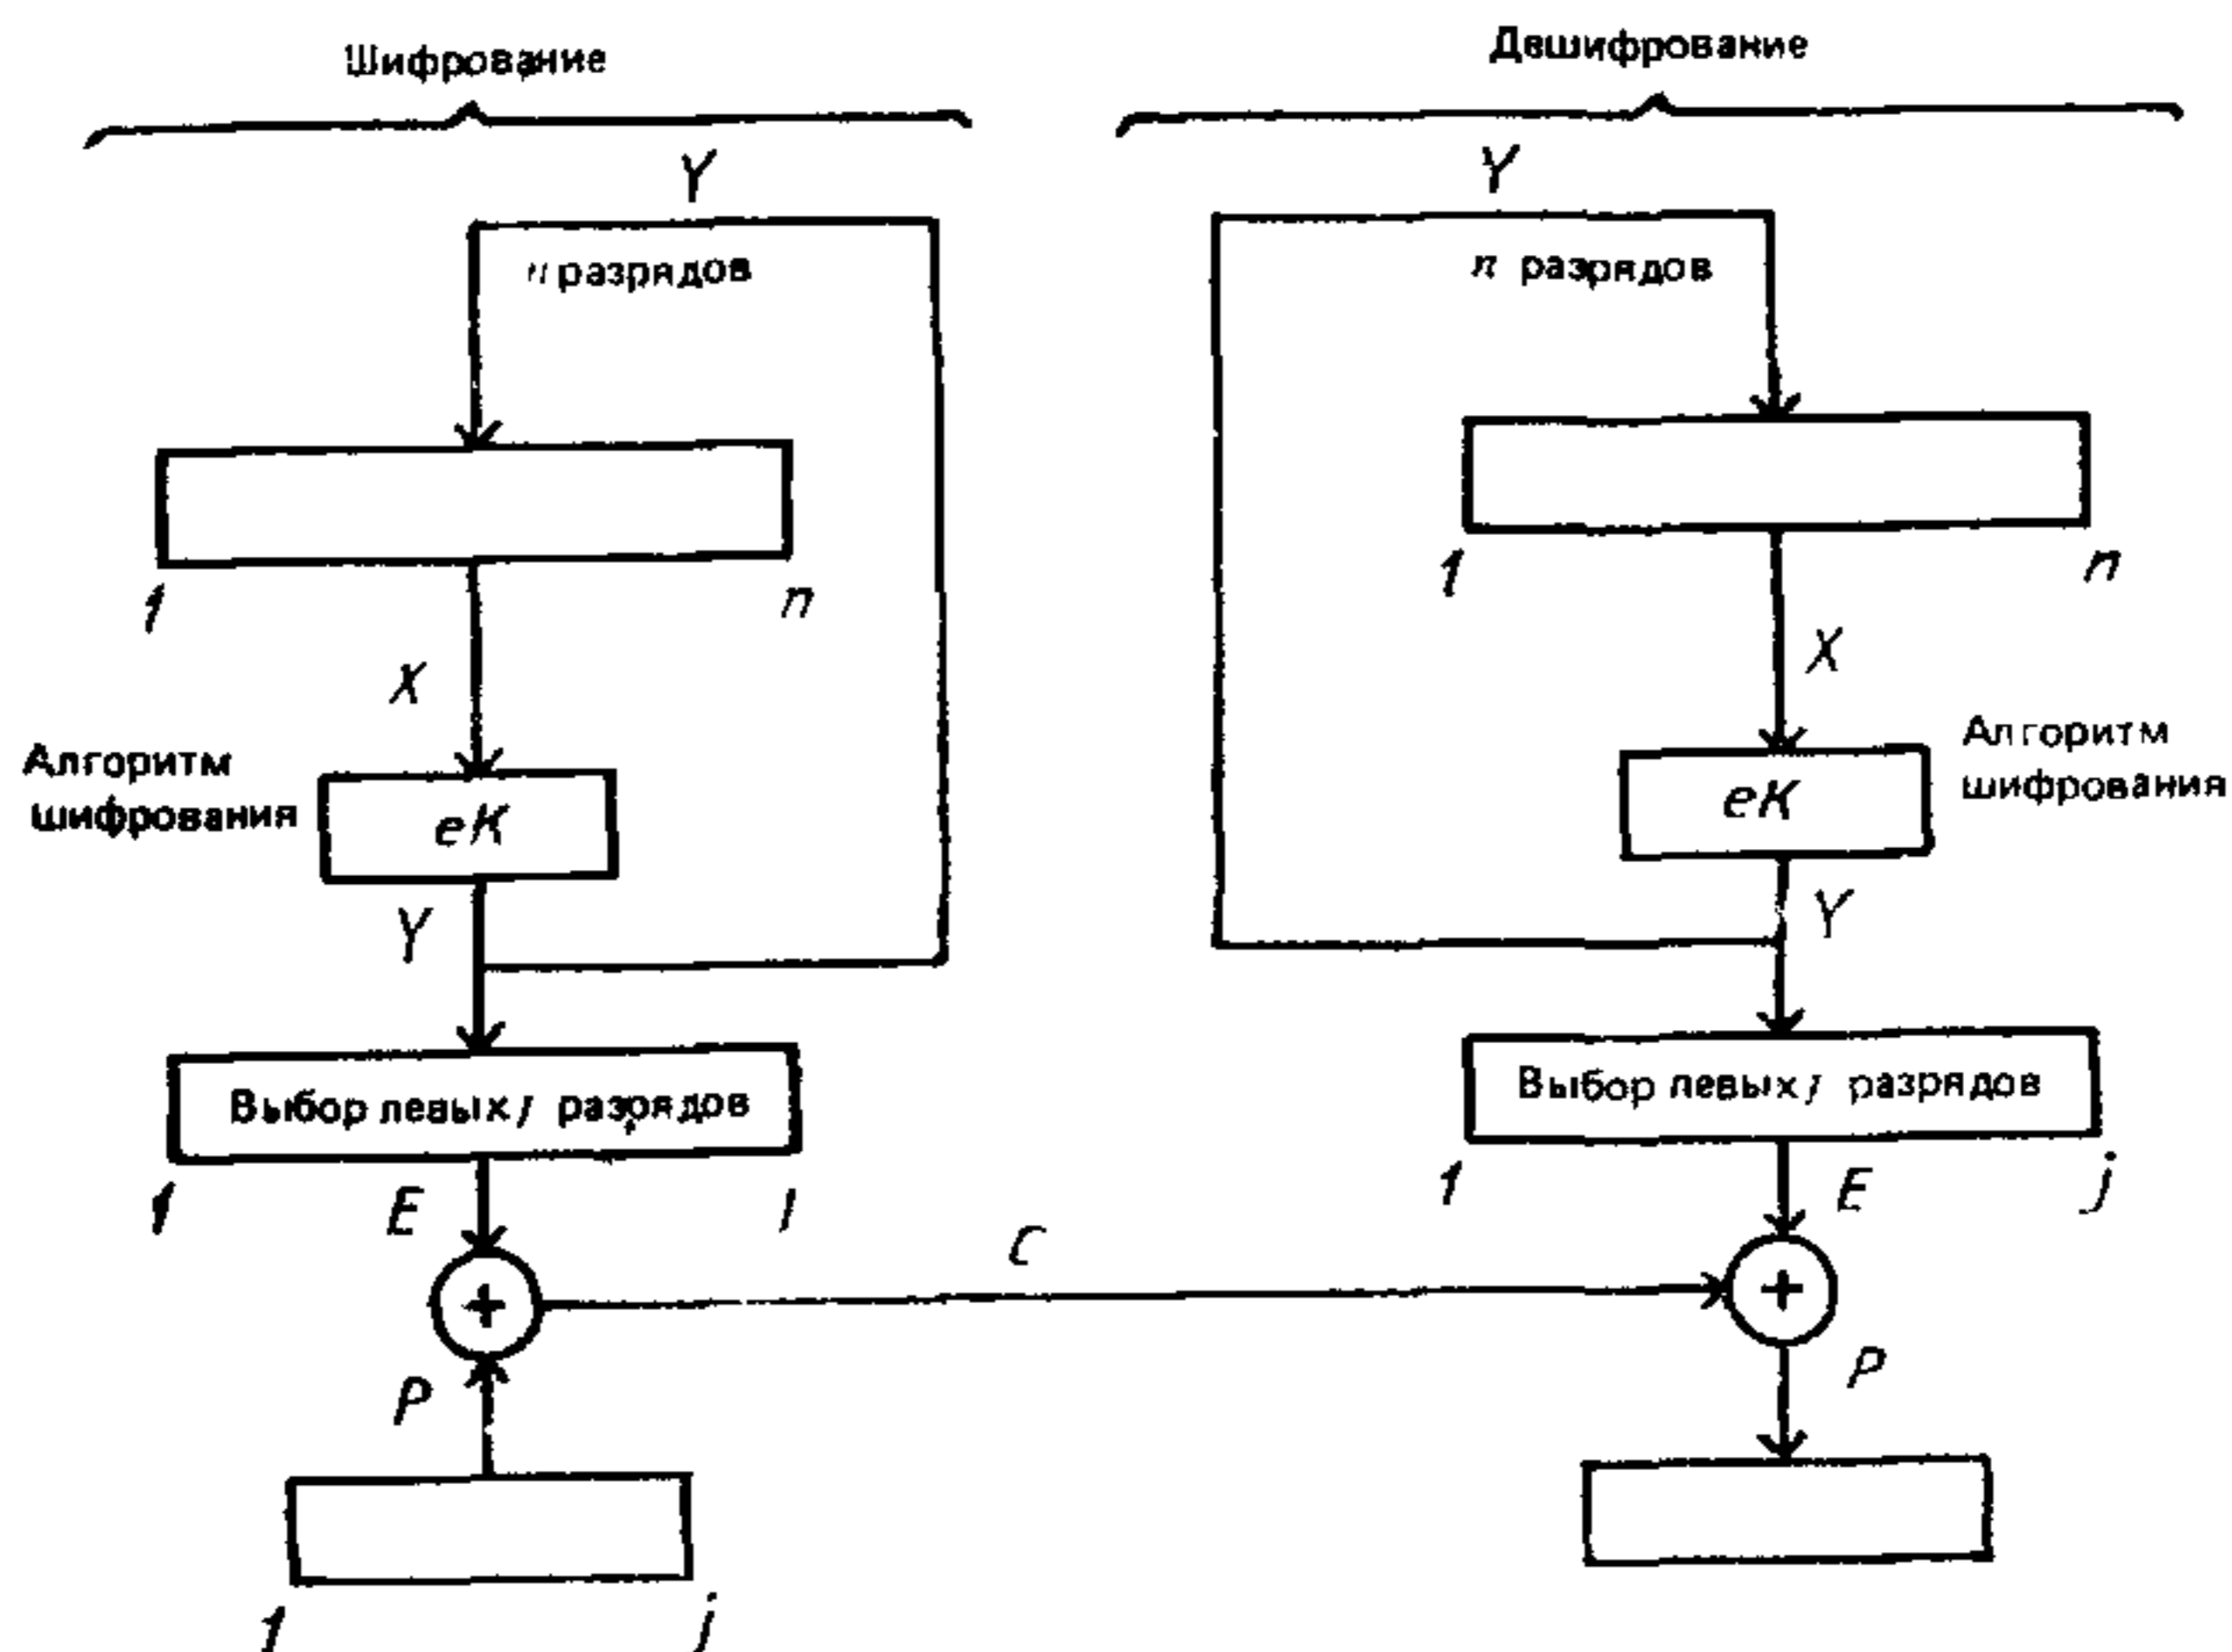 Шифрование
Дешифрование
Y
Y
n разрядов
n разрядов
1
n
1
n
X
X
Алгоритм
шифрования
eK
eK
Алгоритм
шифрования
Y
Y
Выбор левых j разрядов
Выбор левых j разрядов
1
E
j
1
E
j
+
C
+
P
P
1
j